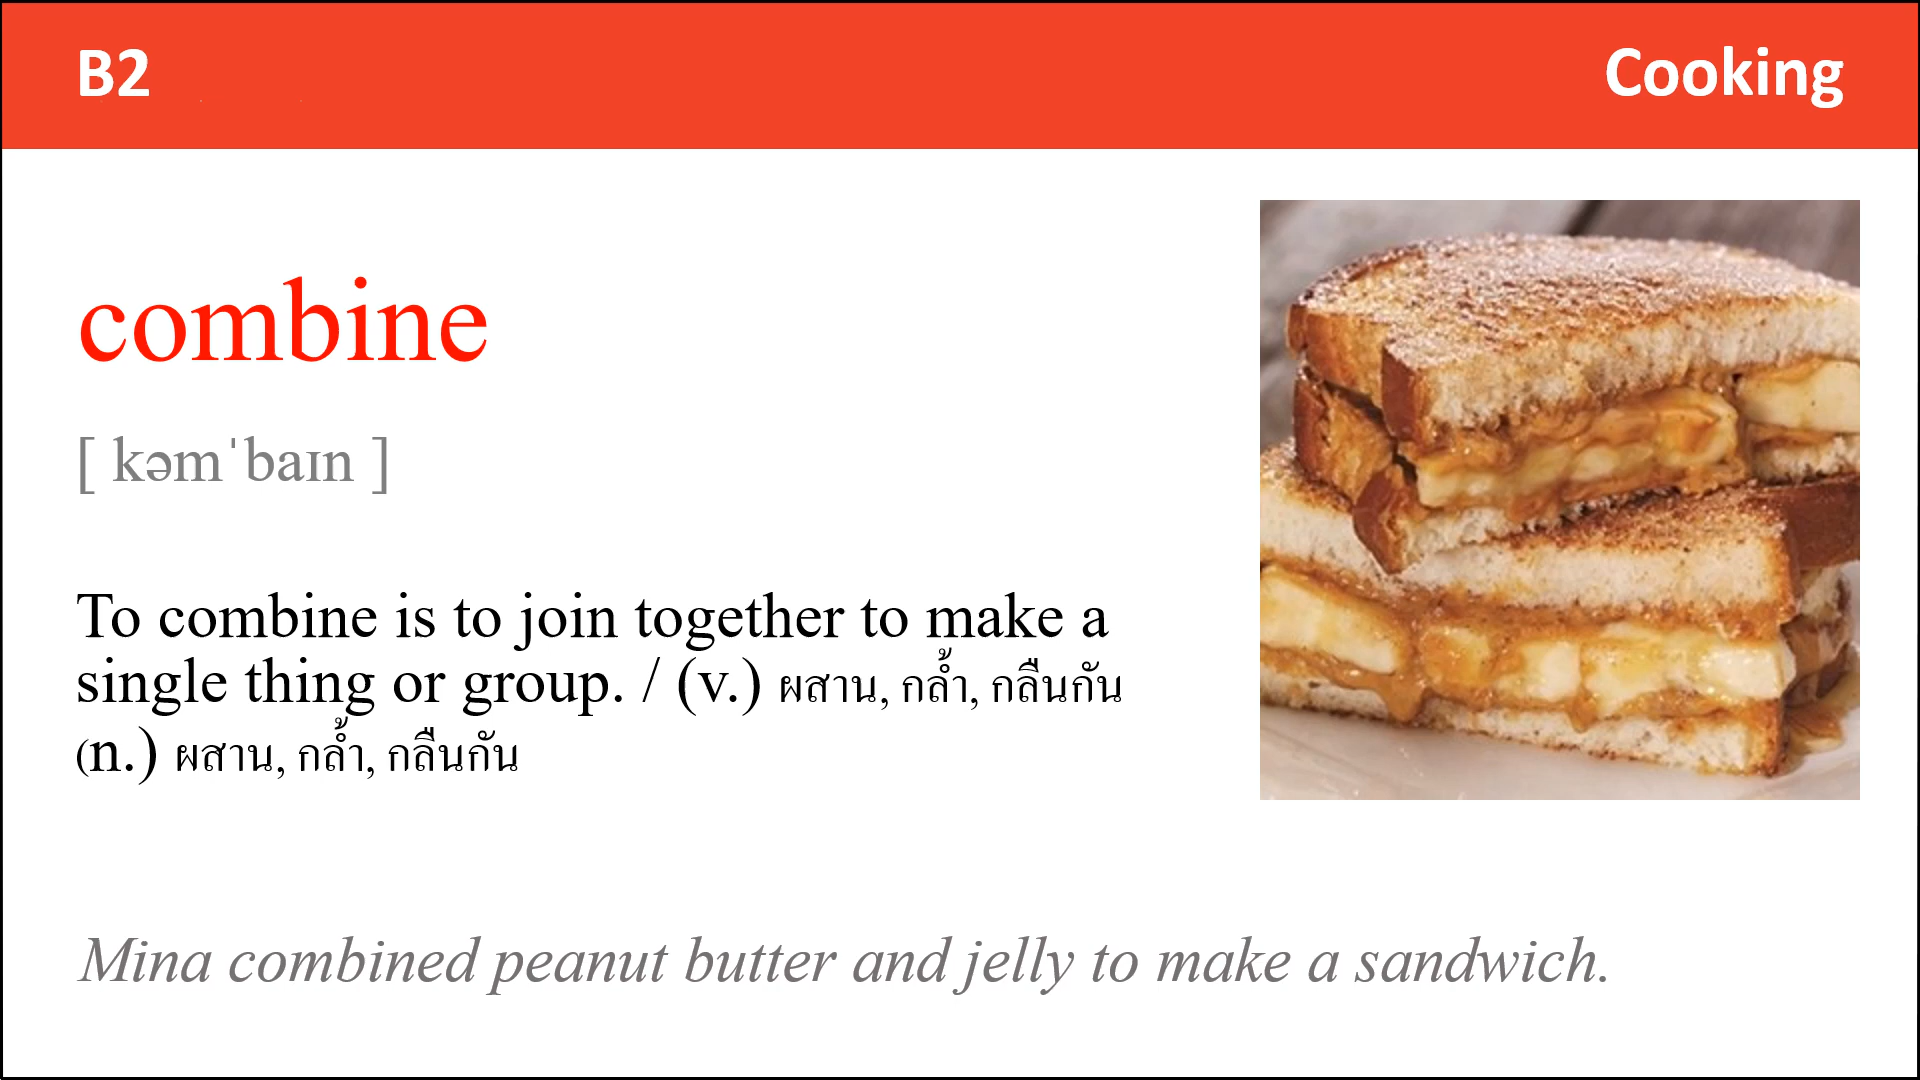 B2
Cooking
combine
[ kəmˈbaɪn ]
To combine is to join together to make a
single thing or group. / (v.) ผสาน, กล้ำ, กลืนกัน
(n.) ผสาน, กล้ำ, กลืนกัน
Mina combined peanut butter and jelly to make a sandwich.